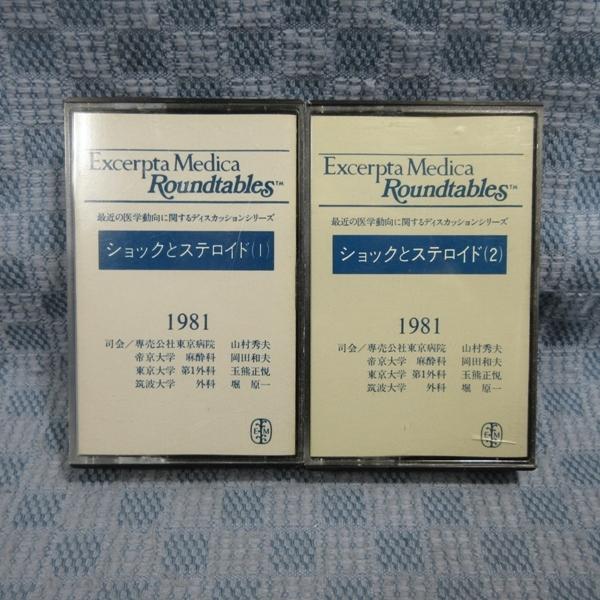 Excerpta Medica
Roundtables™
最近の医学動向に関するディスカッションシリーズ
ショックとステロイド(1)
1981
司会/専売公社東京病院 山村秀夫
帝京大学 麻酔科 岡田和夫
東京大学 第1外科 玉熊正悦
筑波大学 外科 堀 原一
E M
Excerpta Medica
Roundtables™
最近の医学動向に関するディスカッションシリーズ
ショックとステロイド(2)
1981
司会/専売公社東京病院 山村秀夫
帝京大学 麻酔科 岡田和夫
東京大学 第1外科 玉熊正悦
筑波大学 外科 堀 原一
E M